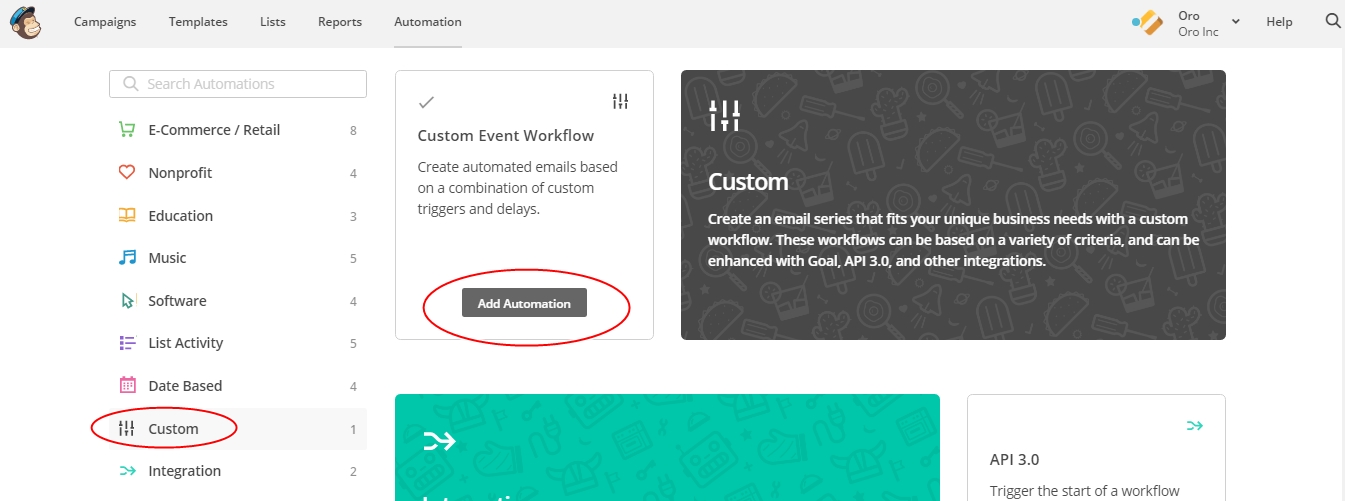 Campaigns Templates Lists Reports Automation Oro Help
Oro Inc
Search Automations
E-Commerce / Retail 8
Nonprofit 4
Education 3
Music 5
Software 4
List Activity 5
Date Based 4
Custom 1
Integration 2
Custom Event Workflow
Create automated emails based
on a combination of custom
triggers and delays.
Add Automation
Custom
Create an email series that fits your unique business needs with a custom
workflow. These workflows can be based on a variety of criteria, and can be
enhanced with Goal, API 3.0, and other integrations.
API 3.0
Trigger the start of a workflow